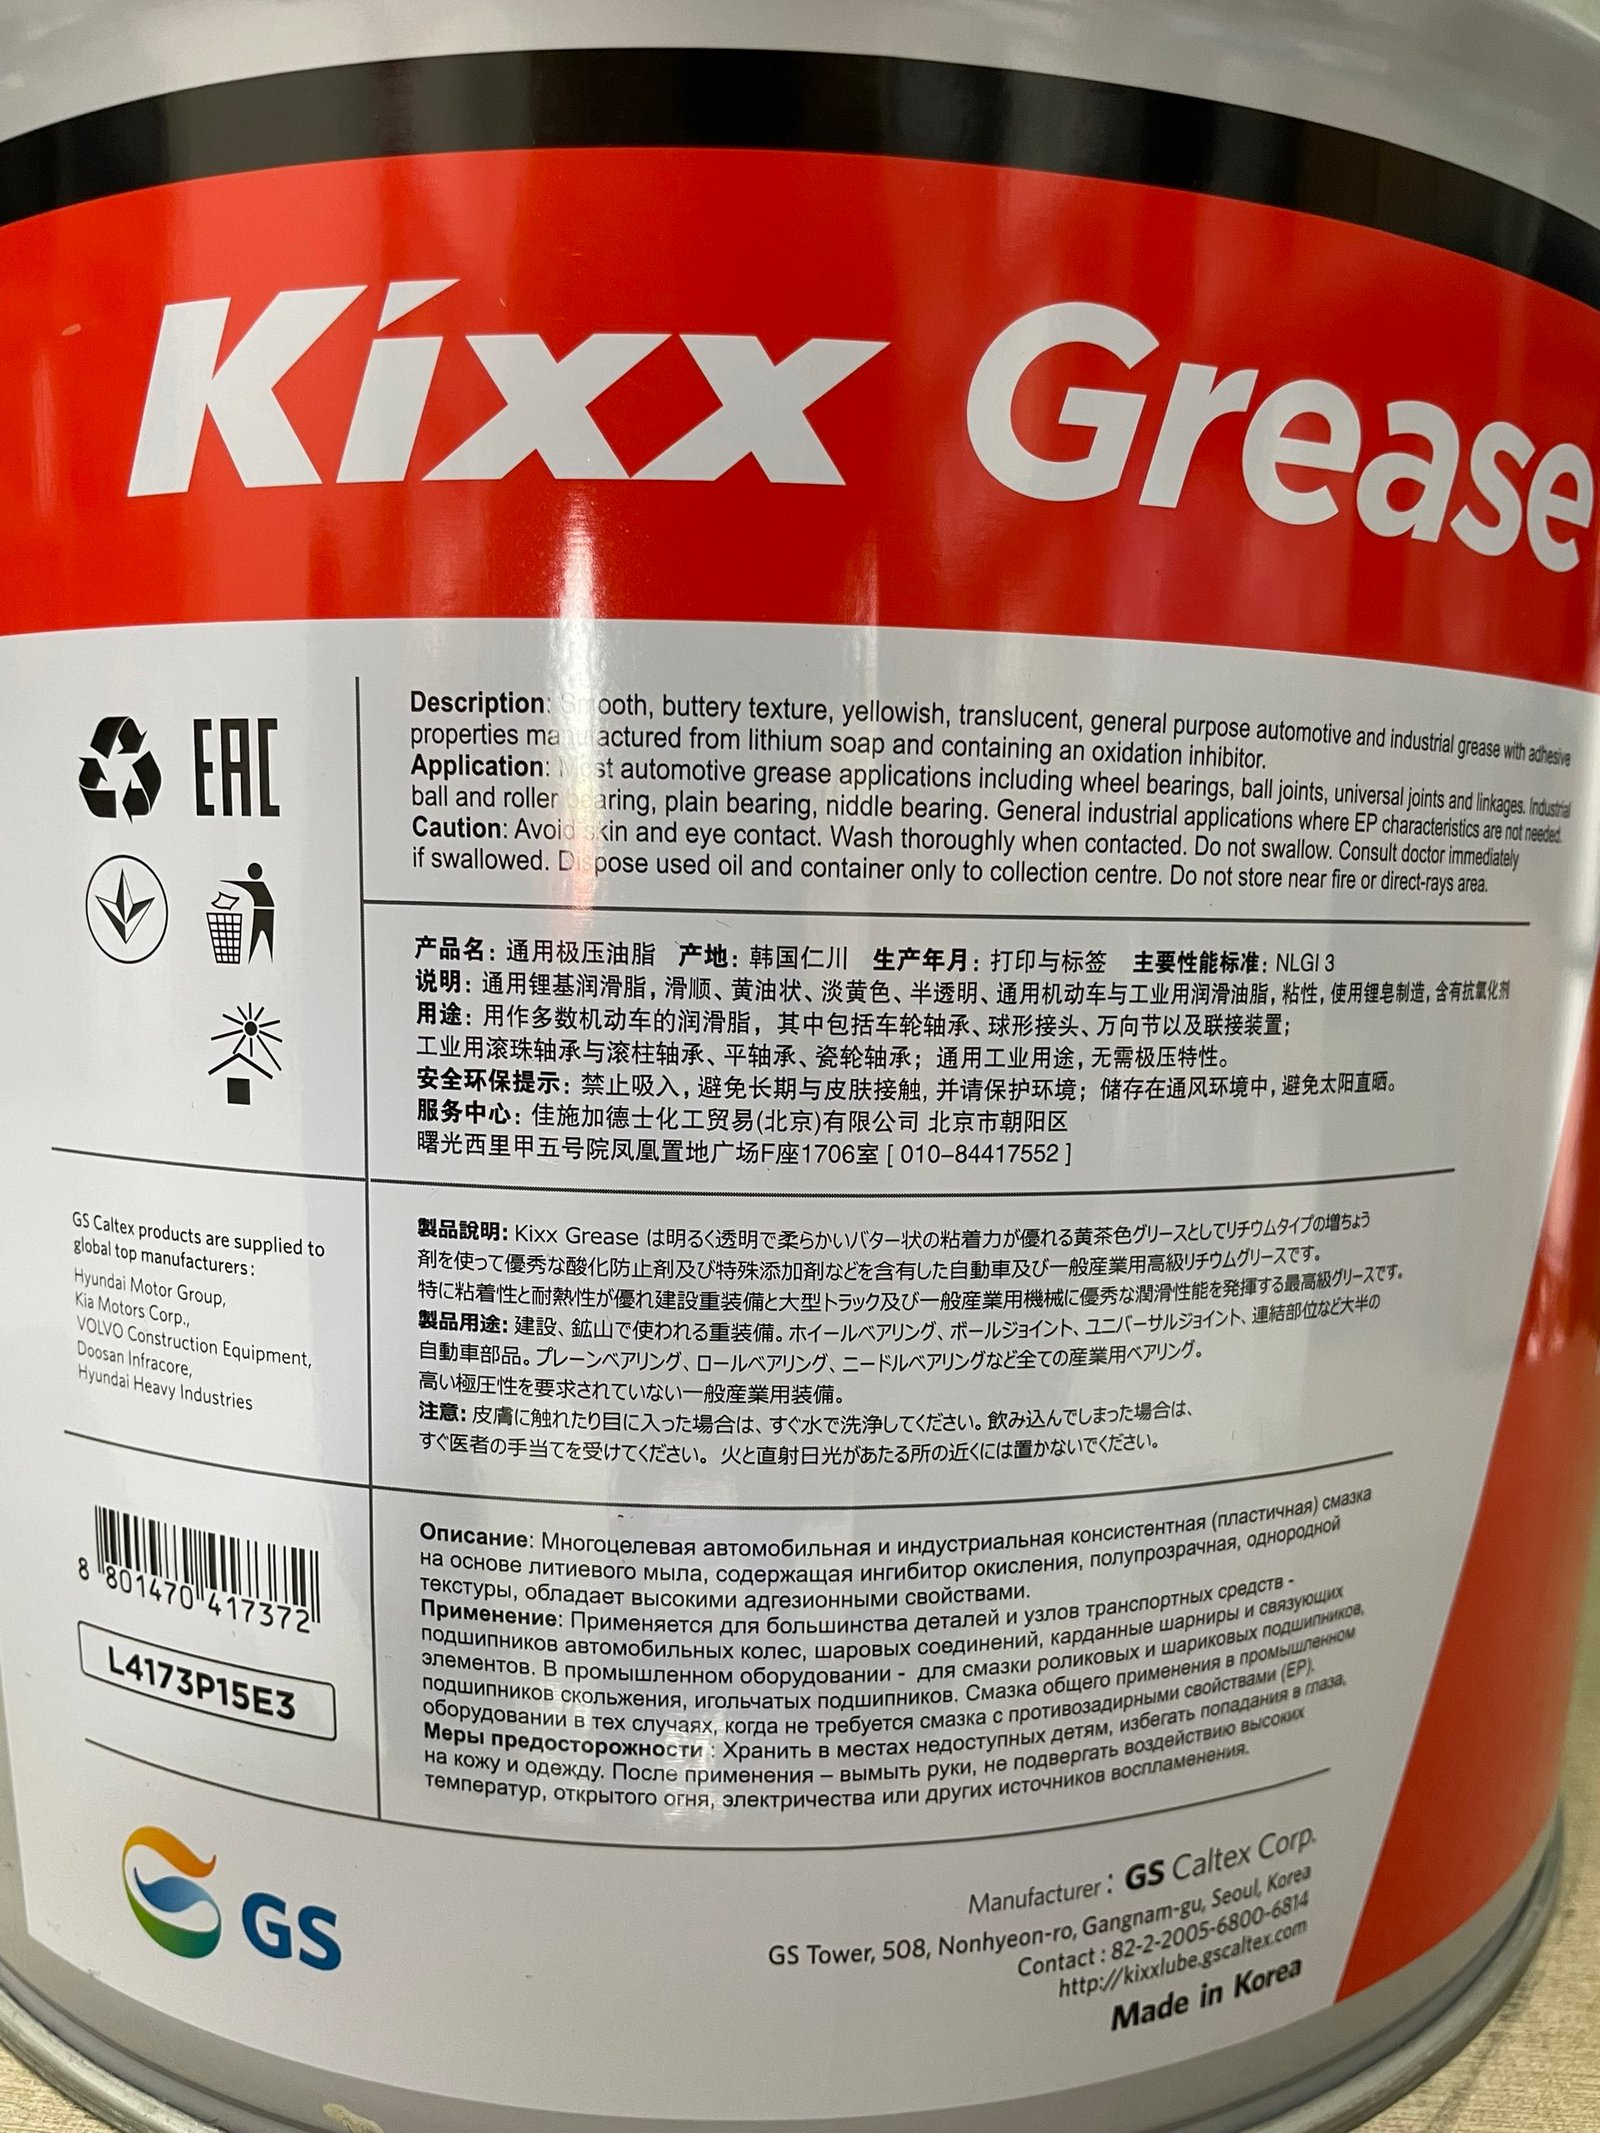 Kixx Grease
EAC
Description: Smooth, buttery texture, yellowish, translucent, general purpose automotive and industrial grease with adhesive
properties manufactured from lithium soap and containing an oxidation inhibitor.
Application: Most automotive grease applications including wheel bearings, ball joints, universal joints and linkages. Industrial
ball and roller bearing, plain bearing, niddle bearing. General industrial applications where EP characteristics are not needed.
Caution: Avoid skin and eye contact. Wash thoroughly when contacted. Do not swallow. Consult doctor immediately
if swallowed. Dispose used oil and container only to collection centre. Do not store near fire or direct-rays area.
产品名: 通用极压油脂 产地: 韩国仁川 生产年月: 打印与标签 主要性能标准: NLGI 3
说明: 通用锂基润滑脂, 滑顺、黄油状、淡黄色、半透明、通用机动车与工业用润滑油脂, 粘性, 使用锂皂制造, 含有抗氧化剂
用途: 用作多数机动车的润滑脂, 其中包括车轮轴承、球形接头、万向节以及联接装置;
工业用滚珠轴承与滚柱轴承、平轴承、瓷轮轴承; 通用工业用途, 无需极压特性。
安全环保提示: 禁止吸入, 避免长期与皮肤接触, 并请保护环境; 储存在通风环境中, 避免太阳直晒。
服务中心: 佳施加德士化工贸易(北京)有限公司 北京市朝阳区
曙光西里甲五号院凤凰置地广场F座1706室 [ 010–84417552 ]
GS Caltex products are supplied to
global top manufacturers :
Hyundai Motor Group,
Kia Motors Corp.,
VOLVO Construction Equipment,
Doosan Infracore,
Hyundai Heavy Industries
製品說明: Kixx Grease は明るく透明で柔らかいバター状の粘着力が優れる黄茶色グリースとしてリチウムタイプの増ちょう
剤を使って優秀な酸化防止剤及び特殊添加剤などを含有した自動車及び一般産業用高級リチウムグリースです。
特に粘着性と耐熱性が優れ建設重装備と大型トラック及び一般産業用機械に優秀な潤滑性能を発揮する最高級グリースです。
製品用途: 建設、鉱山で使われる重装備。ホイールベアリング、ボールジョイント、ユニバーサルジョイント、連結部位など大半の
自動車部品。プレーンベアリング、ロールベアリング、ニードルベアリングなど全ての産業用ベアリング。
高い極圧性を要求されていない一般産業用装備。
注意: 皮膚に触れたり目に入った場合は、すぐ水で洗浄してください。飲み込んでしまった場合は、
すぐ医者の手当てを受けてください。火と直射日光があたる所の近くには置かないでください。
8 801470 417372
L4173P15E3
Описание: Многоцелевая автомобильная и индустриальная консистентная (пластичная) смазка
на основе литиевого мыла, содержащая ингибитор окисления, полупрозрачная, однородной
текстуры, обладает высокими адгезионными свойствами.
Применение: Применяется для большинства деталей и узлов транспортных средств -
подшипников автомобильных колес, шаровых соединений, карданные шарниры и связующих
элементов. В промышленном оборудовании - для смазки роликовых и шариковых подшипников,
подшипников скольжения, игольчатых подшипников. Смазка общего применения в промышленном
оборудовании в тех случаях, когда не требуется смазка с противозадирными свойствами (EP).
Меры предосторожности : Хранить в местах недоступных детям, избегать попадания в глаза,
на кожу и одежду. После применения – вымыть руки, не подвергать воздействию высоких
температур, открытого огня, электричества или других источников воспламенения.
GS
Manufacturer : GS Caltex Corp.
GS Tower, 508, Nonhyeon-ro, Gangnam-gu, Seoul, Korea
Contact : 82-2-2005-6800-6814
http://kixxlube.gscaltex.com
Made in Korea